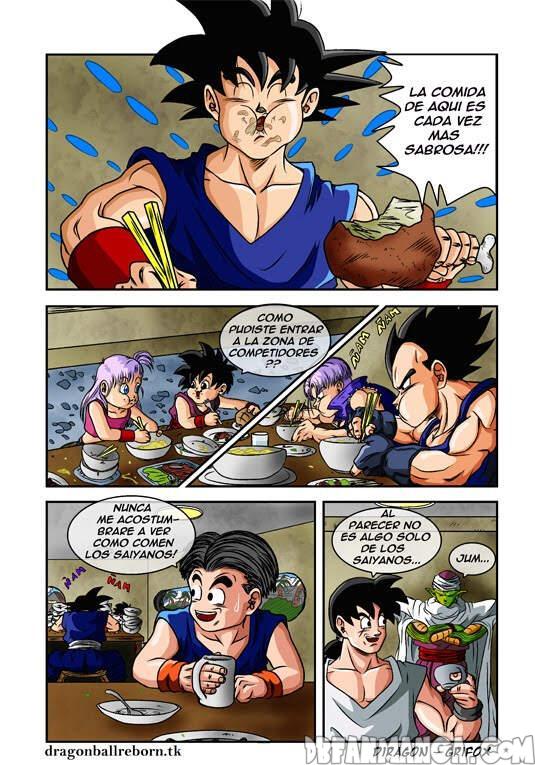 LA COMIDA
DE AQUI ES
CADA VEZ
MAS
SABROSA!!!
COMO
PUDISTE ENTRAR
A LA ZONA DE
COMPETIDORES
??
ÑAM
ÑAM
NUNCA
ME ACOSTUM-
BRARE A VER
COMO COMEN
LOS SAIYANOS!
ÑAM
ÑAM
AL
PARECER NO
ES ALGO SOLO
DE LOS
SAIYANOS...
JUM...
dragonballreborn.tk
DIRAGON - GRIFOX
DBFANMANGA.COM